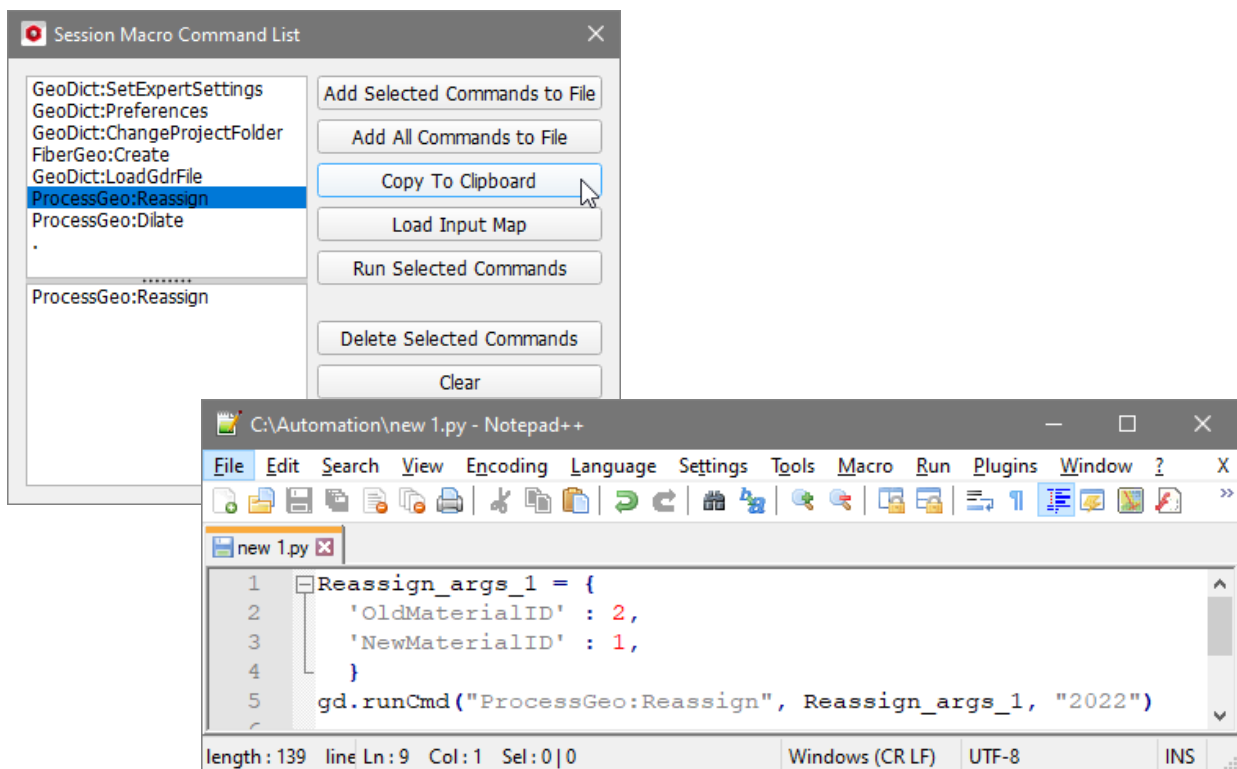 Session Macro Command List
GeoDict:SetExpertSettings
GeoDict:Preferences
GeoDict:ChangeProjectFolder
FiberGeo:Create
GeoDict:LoadGdrFile
ProcessGeo:Reassign
ProcessGeo:Dilate
.
ProcessGeo:Reassign
Add Selected Commands to File
Add All Commands to File
Copy To Clipboard
Load Input Map
Run Selected Commands
Delete Selected Commands
Clear
C:\Automation\new 1.py - Notepad++
File Edit Search View Encoding Language Settings Tools Macro Run Plugins Window ? X
new 1.py
1 Reassign_args_1 = {
2 'OldMaterialID' : 2,
3 'NewMaterialID' : 1,
4 }
5 gd.runCmd("ProcessGeo:Reassign", Reassign_args_1, "2022")
length : 139 line Ln : 9 Col : 1 Sel : 0 | 0 Windows (CR LF) UTF-8 INS